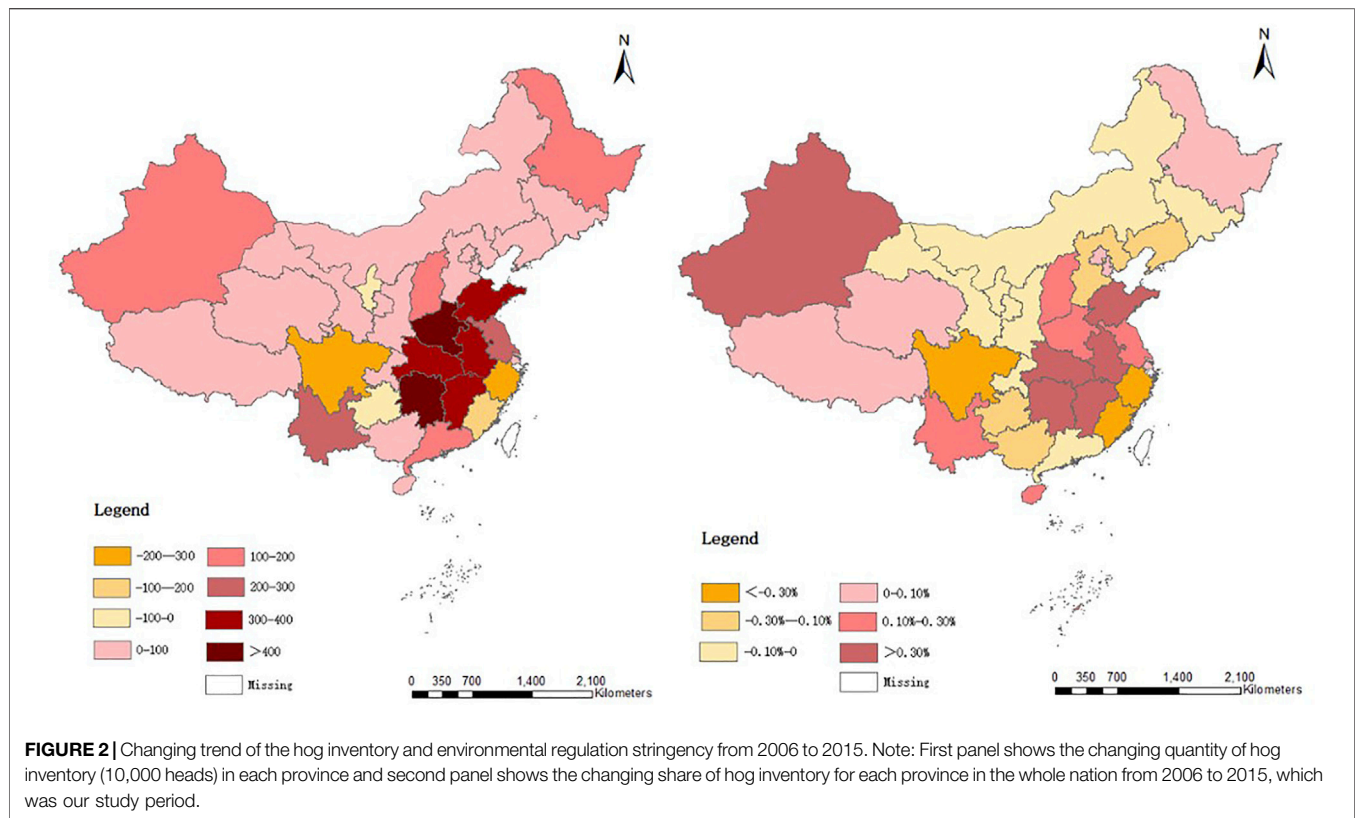 N
Legend
-200—300
-100—200
-100-0
0-100
100-200
200-300
300-400
>400
Missing
0 350 700 1,400 2,100
Kilometers
N
Legend
<-0.30%
-0.30%—0.10%
-0.10%-0
0-0.10%
0.10%-0.30%
>0.30%
Missing
0 350 700 1,400 2,100
Kilometers
FIGURE 2 | Changing trend of the hog inventory and environmental regulation stringency from 2006 to 2015. Note: First panel shows the changing quantity of hog
inventory (10,000 heads) in each province and second panel shows the changing share of hog inventory for each province in the whole nation from 2006 to 2015, which
was our study period.